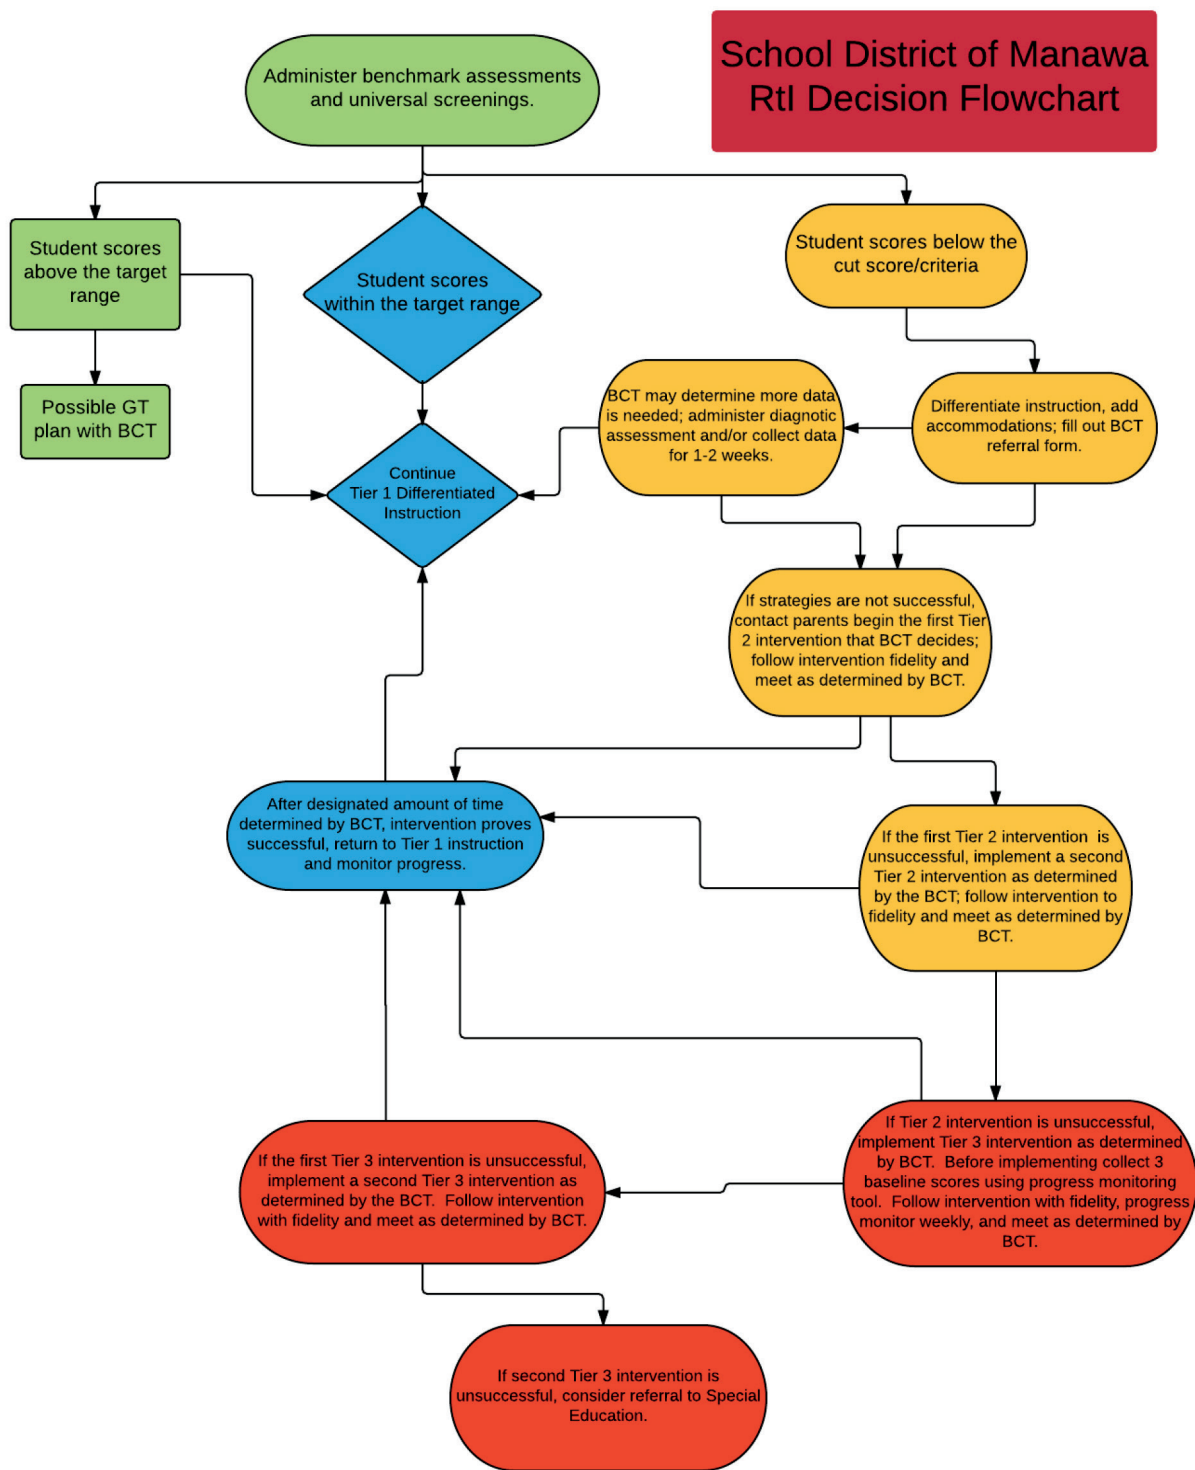 School District of Manawa
RtI Decision Flowchart
Administer benchmark assessments
and universal screenings.
Student scores
above the target
range
Student scores
within the target range
Student scores below the
cut score/criteria
Possible GT
plan with BCT
BCT may determine more data
is needed; administer diagnotic
assessment and/or collect data
for 1-2 weeks.
Differentiate instruction, add
accommodations; fill out BCT
referral form.
Continue
Tier 1 Differentiated
Instruction
If strategies are not successful,
contact parents begin the first Tier
2 intervention that BCT decides;
follow intervention fidelity and
meet as determined by BCT.
After designated amount of time
determined by BCT, intervention proves
successful, return to Tier 1 instruction
and monitor progress.
If the first Tier 2 intervention is
unsuccessful, implement a second
Tier 2 intervention as determined
by the BCT; follow intervention to
fidelity and meet as determined by
BCT.
If the first Tier 3 intervention is unsuccessful,
implement a second Tier 3 intervention as
determined by the BCT. Follow intervention
with fidelity and meet as determined by BCT.
If Tier 2 intervention is unsuccessful,
implement Tier 3 intervention as determined
by BCT. Before implementing collect 3
baseline scores using progress monitoring
tool. Follow intervention with fidelity, progress
monitor weekly, and meet as determined by
BCT.
If second Tier 3 intervention is
unsuccessful, consider referral to Special
Education.